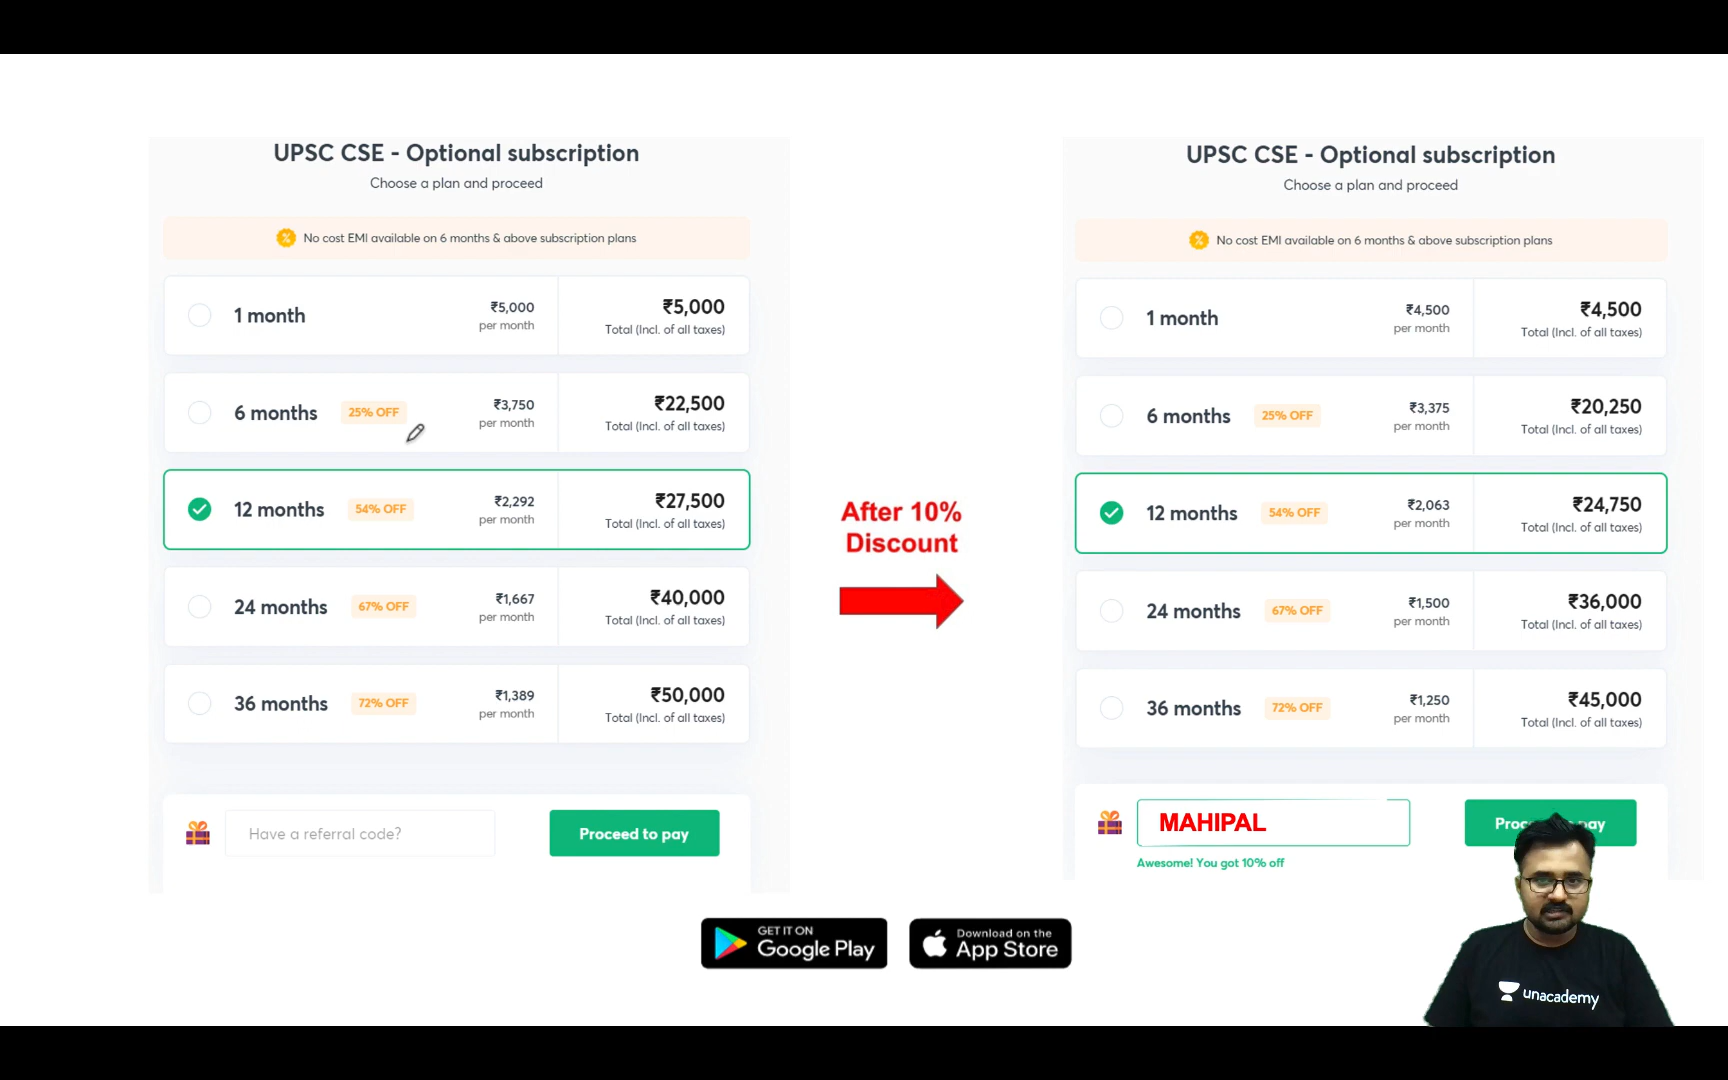 UPSC CSE - Optional subscription
Choose a plan and proceed
No cost EMI available on 6 months & above subscription plans
1 month
₹5,000
per month
₹5,000
Total (Incl. of all taxes)
6 months
25% OFF
₹3,750
per month
₹22,500
Total (Incl. of all taxes)
12 months
54% OFF
₹2,292
per month
₹27,500
Total (Incl. of all taxes)
24 months
67% OFF
₹1,667
per month
₹40,000
Total (Incl. of all taxes)
36 months
72% OFF
₹1,389
per month
₹50,000
Total (Incl. of all taxes)
Have a referral code?
Proceed to pay
After 10%
Discount
UPSC CSE - Optional subscription
Choose a plan and proceed
No cost EMI available on 6 months & above subscription plans
1 month
₹4,500
per month
₹4,500
Total (Incl. of all taxes)
6 months
25% OFF
₹3,375
per month
₹20,250
Total (Incl. of all taxes)
12 months
54% OFF
₹2,063
per month
₹24,750
Total (Incl. of all taxes)
24 months
67% OFF
₹1,500
per month
₹36,000
Total (Incl. of all taxes)
36 months
72% OFF
₹1,250
per month
₹45,000
Total (Incl. of all taxes)
MAHIPAL
Awesome! You got 10% off
GET IT ON
Google Play
Download on the
App Store
unacademy